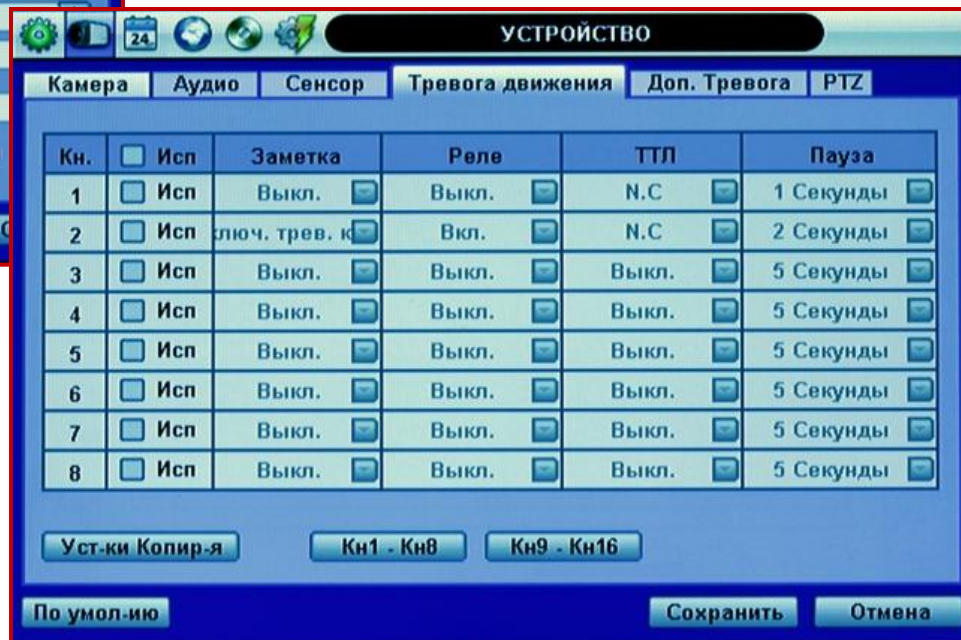 24
УСТРОЙСТВО
Камера Аудио Сенсор Тревога движения Доп. Тревога PTZ
Кн. Исп Заметка Реле ТТЛ Пауза
1 Исп Выкл. Выкл. N.C 1 Секунды
2 Исп ключ. трев. к Вкл. N.C 2 Секунды
3 Исп Выкл. Выкл. Выкл. 5 Секунды
4 Исп Выкл. Выкл. Выкл. 5 Секунды
5 Исп Выкл. Выкл. Выкл. 5 Секунды
6 Исп Выкл. Выкл. Выкл. 5 Секунды
7 Исп Выкл. Выкл. Выкл. 5 Секунды
8 Исп Выкл. Выкл. Выкл. 5 Секунды
Уст-ки Копир-я Кн1 - Кн8 Кн9 - Кн16
По умол-ию Сохранить Отмена